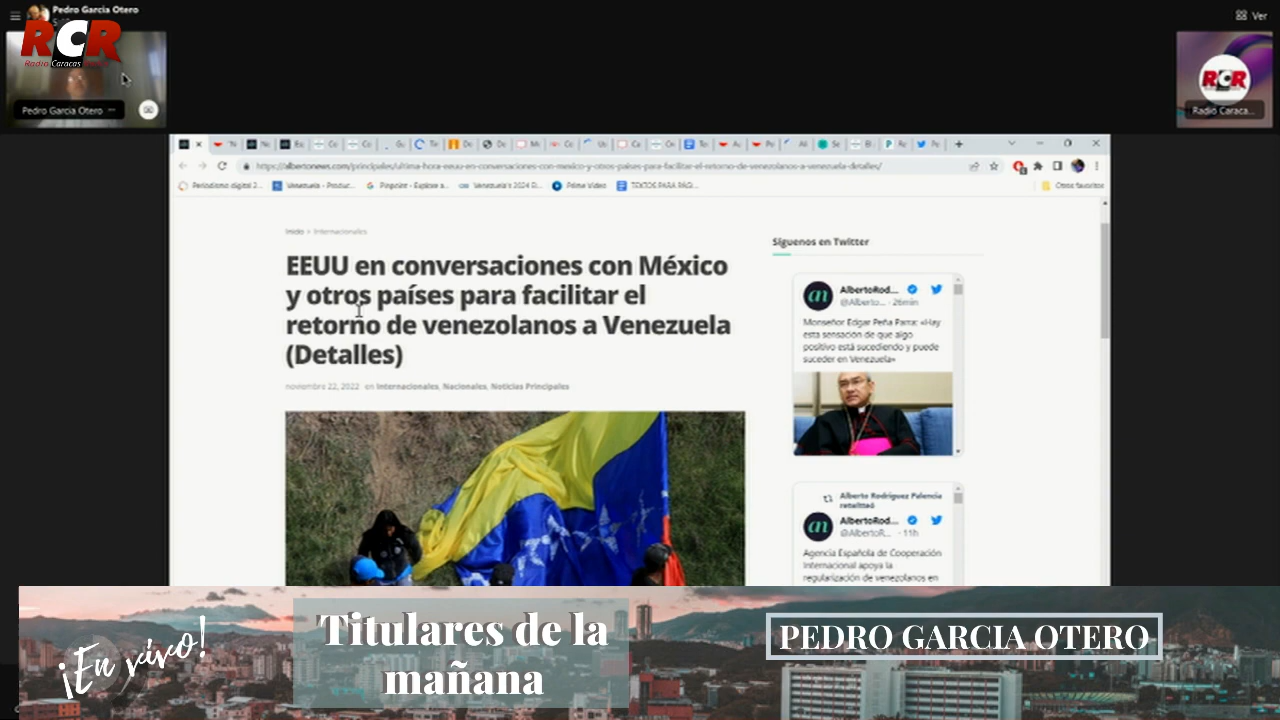 Pedro Garcia Otero
Ver
RCR
Radio Caracas
Pedro Garcia Otero
RCR
Radio Caraca...
https://albertonews.com/principales/ultima-hora-eeuu-en-conversaciones-con-mexico-y-otros-paises-para-facilitar-el-retorno-de-venezolanos-a-venezuela-detalles/
Periodismo digital 2...
Venezuela - Produc...
Pinprint - Explore a...
Venezuela's 2024 El...
Prime Video
TEXTOS PARA PÁGI...
Otros favoritos
Inicio > Internacionales
EEUU en conversaciones con México
y otros países para facilitar el
retorno de venezolanos a Venezuela
(Detalles)
noviembre 22, 2022 en Internacionales, Nacionales, Noticias Principales
Síguenos en Twitter
AlbertoRod...
@Alberto... · 26min
Monseñor Edgar Peña Parra: «Hay
esta sensación de que algo
positivo está sucediendo y puede
suceder en Venezuela»
Alberto Rodríguez Palencia
retwitteó
AlbertoRod...
@AlbertoR... · 11h
Agencia Española de Cooperación
Internacional apoya la
regularización de venezolanos en
¡En vivo!
Titulares de la
mañana
PEDRO GARCIA OTERO